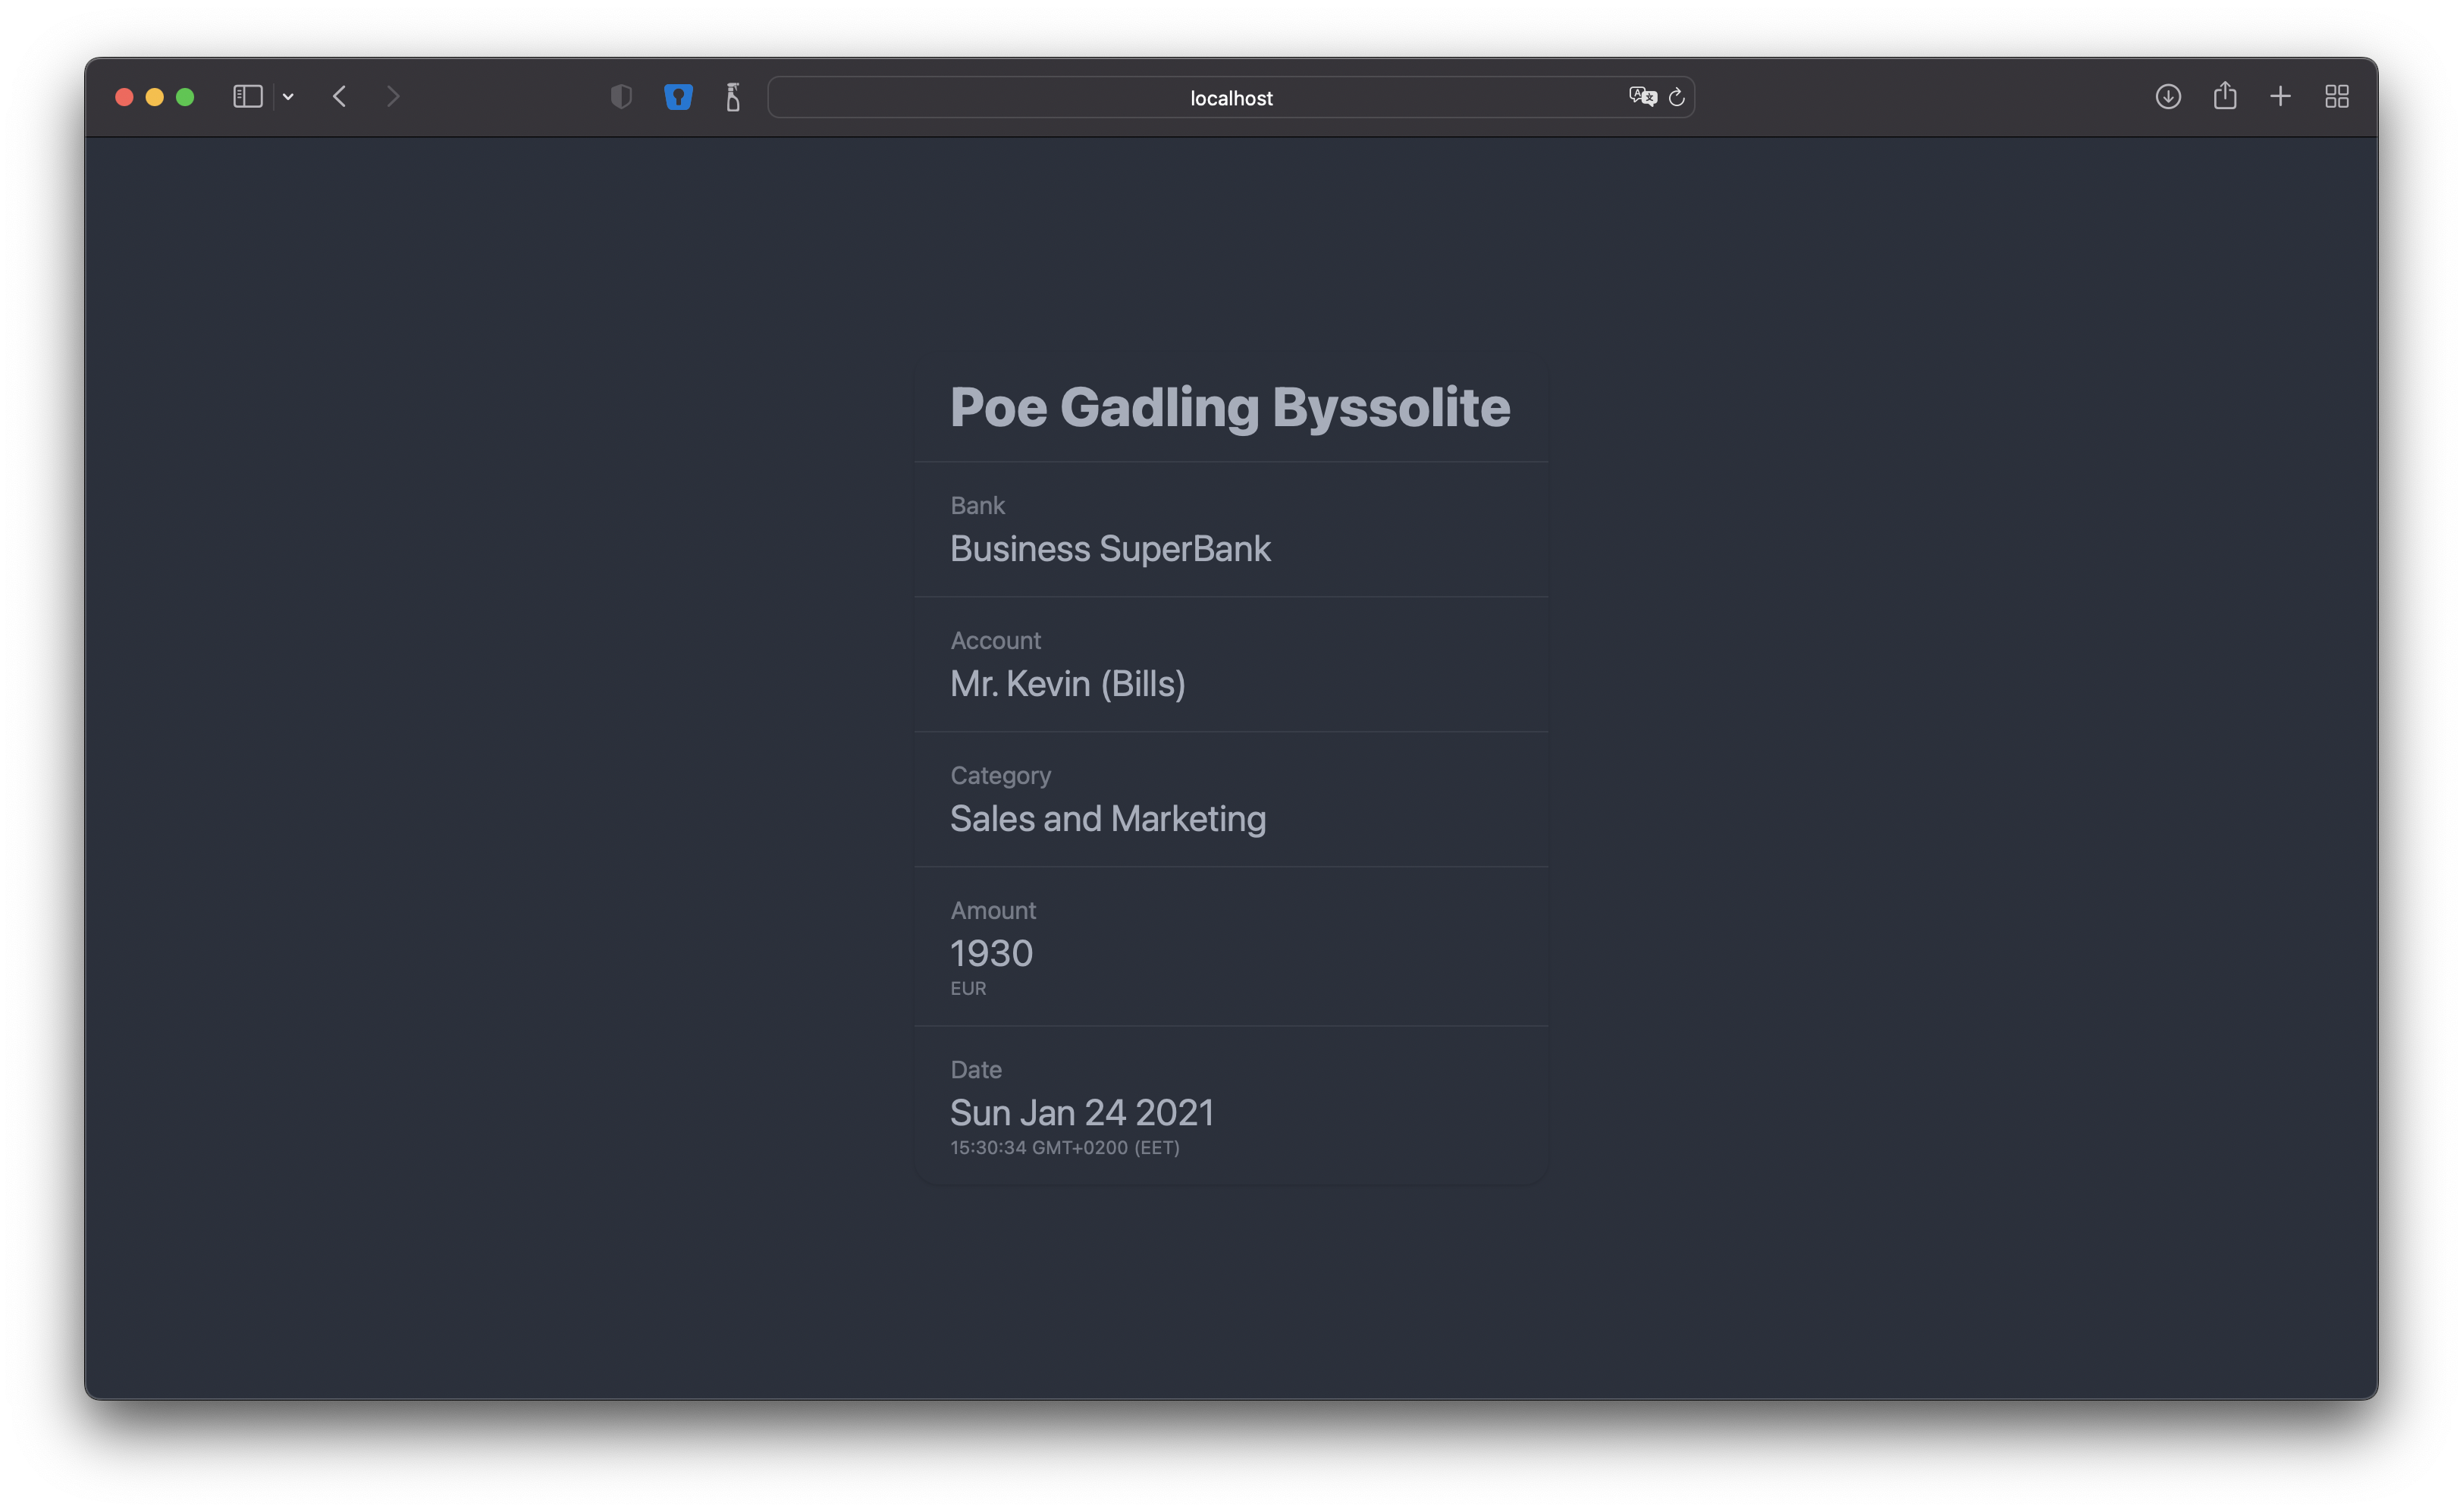 localhost
Poe Gadling Byssolite
Bank
Business SuperBank
Account
Mr. Kevin (Bills)
Category
Sales and Marketing
Amount
1930
EUR
Date
Sun Jan 24 2021
15:30:34 GMT+0200 (EET)